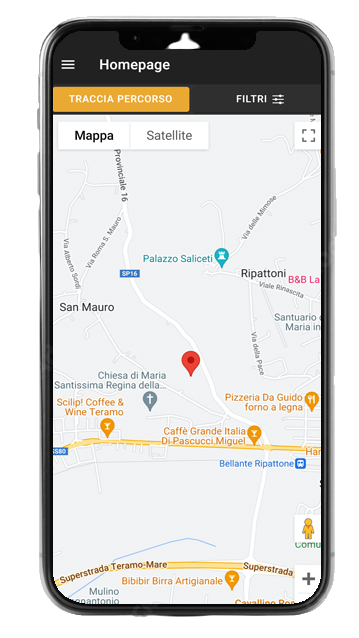 Homepage
TRACCIA PERCORSO
FILTRI
Mappa
Satellite
Provinciale 16
Via delle Mimose
Via Roma S. Mauro
Via Alberto Sordi
Palazzo Saliceti
SP16
Ripattoni
B&B La
Viale Rinascita
San Mauro
Santuario
Maria in
Via della Pace
Chiesa di Maria
Santissima Regina della...
Scilip! Coffee &
Wine Teramo
Pizzeria Da Guido
forno a legna
Caffè Grande Italia
Di Pascucci Miguel
SS80
Har
Bellante Ripattone
Comu
Superstrada Teramo-Mare
Superstrada
Bibibir Birra Artigianale
Mulino
Cavallino Ros